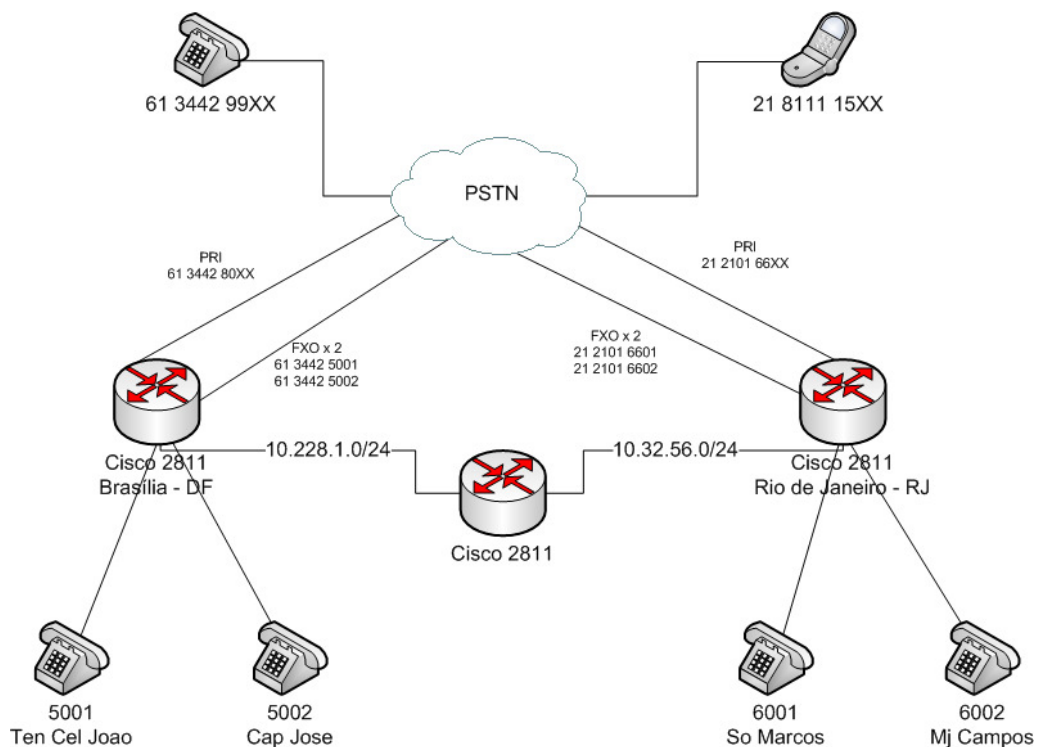 61 3442 99XX
21 8111 15XX
PSTN
PRI
61 3442 80XX
PRI
21 2101 66XX
FXO x 2
61 3442 5001
61 3442 5002
FXO x 2
21 2101 6601
21 2101 6602
10.228.1.0/24
10.32.56.0/24
Cisco 2811
Brasília - DF
Cisco 2811
Cisco 2811
Rio de Janeiro - RJ
5001
Ten Cel Joao
5002
Cap Jose
6001
So Marcos
6002
Mj Campos